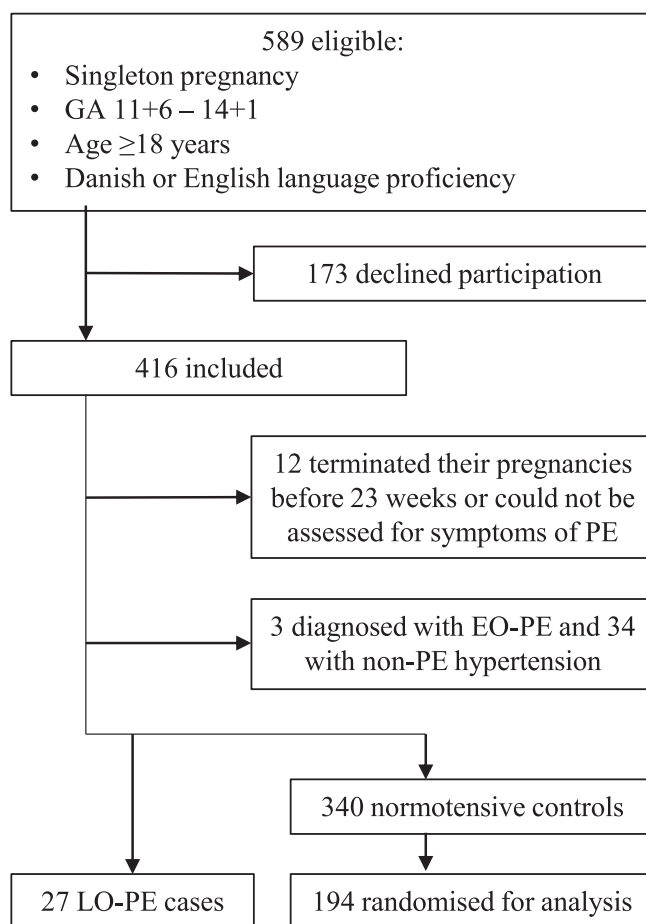 589 eligible:
• Singleton pregnancy
• GA 11+6 – 14+1
• Age ≥18 years
• Danish or English language proficiency
173 declined participation
416 included
12 terminated their pregnancies
before 23 weeks or could not be
assessed for symptoms of PE
3 diagnosed with EO-PE and 34
with non-PE hypertension
340 normotensive controls
27 LO-PE cases
194 randomised for analysis